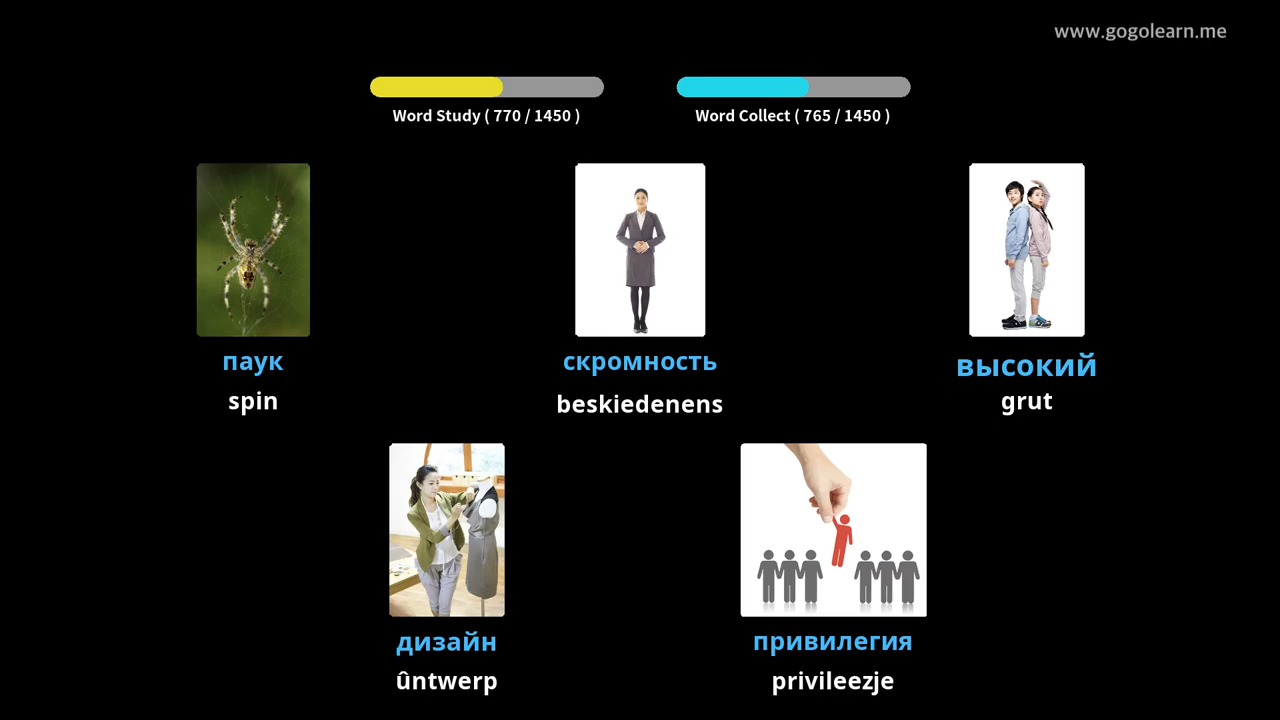 www.gogolearn.me
Word Study ( 770 / 1450 )
Word Collect ( 765 / 1450 )
паук
spin
скромность
beskiedenens
высокий
grut
дизайн
ûntwerp
привилегия
privileezje